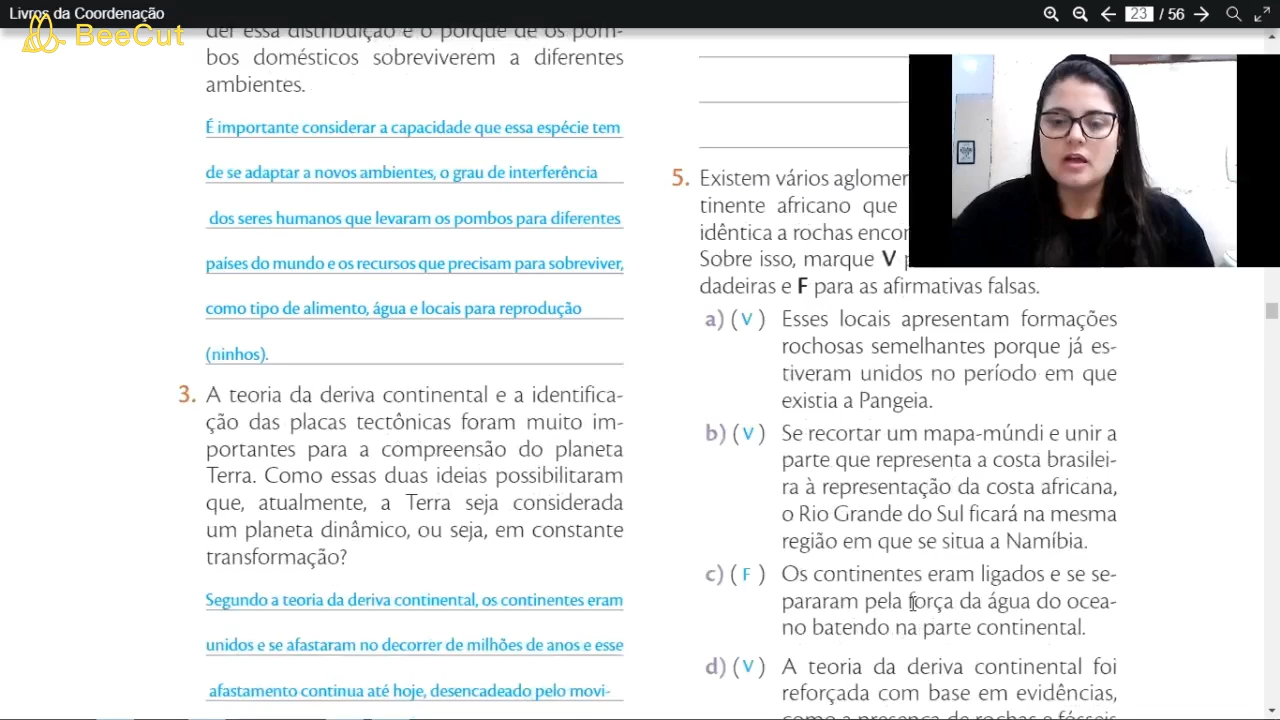 Livros da Coordenação
23 / 56
BeeCut
der essa distribuição e o porquê de os pom-
bos domésticos sobreviverem a diferentes
ambientes.
É importante considerar a capacidade que essa espécie tem
de se adaptar a novos ambientes, o grau de interferência
dos seres humanos que levaram os pombos para diferentes
países do mundo e os recursos que precisam para sobreviver,
como tipo de alimento, água e locais para reprodução
(ninhos).
3. A teoria da deriva continental e a identifica-
ção das placas tectônicas foram muito im-
portantes para a compreensão do planeta
Terra. Como essas duas ideias possibilitaram
que, atualmente, a Terra seja considerada
um planeta dinâmico, ou seja, em constante
transformação?
Segundo a teoria da deriva continental, os continentes eram
unidos e se afastaram no decorrer de milhões de anos e esse
afastamento continua até hoje, desencadeado pelo movi-
5. Existem vários aglomer
tinente africano que
idêntica a rochas encon
Sobre isso, marque V p
dadeiras e F para as afirmativas falsas.
a) ( V ) Esses locais apresentam formações
rochosas semelhantes porque já es-
tiveram unidos no período em que
existia a Pangeia.
b) ( V ) Se recortar um mapa-múndi e unir a
parte que representa a costa brasilei-
ra à representação da costa africana,
o Rio Grande do Sul ficará na mesma
região em que se situa a Namíbia.
c) ( F ) Os continentes eram ligados e se se-
pararam pela força da água do ocea-
no batendo na parte continental.
d) ( V ) A teoria da deriva continental foi
reforçada com base em evidências,
como a presença de rochas e fósseis